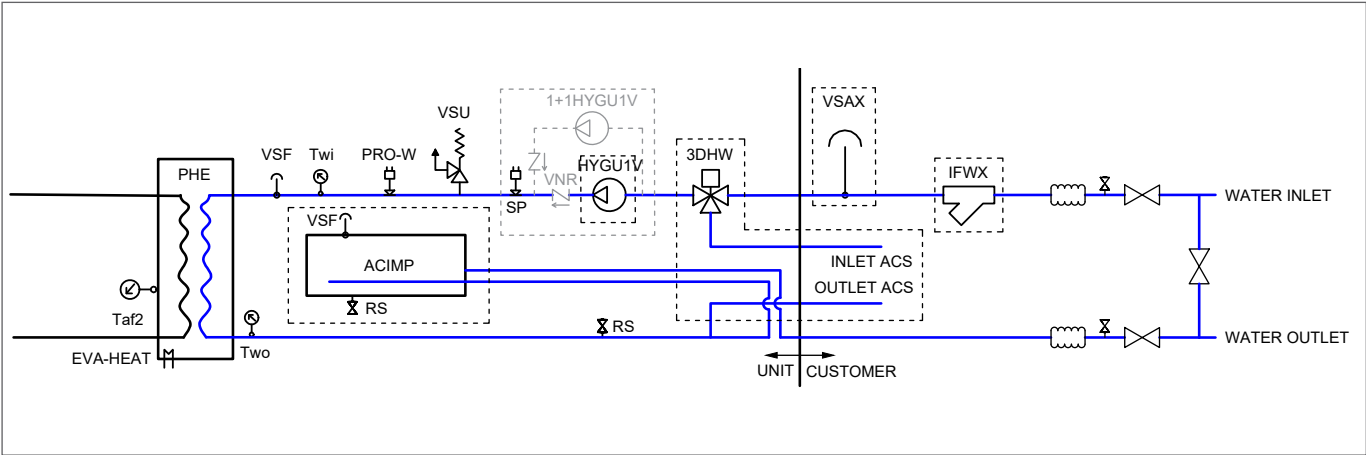 1+1HYGU1V
VSU
VSAX
VSF
Twi
PRO-W
3DHW
PHE
HYGU1V
IFWX
VNR
SP
WATER INLET
VSF
INLET ACS
ACIMP
OUTLET ACS
RS
Taf2
RS
WATER OUTLET
EVA-HEAT
Two
UNIT
CUSTOMER